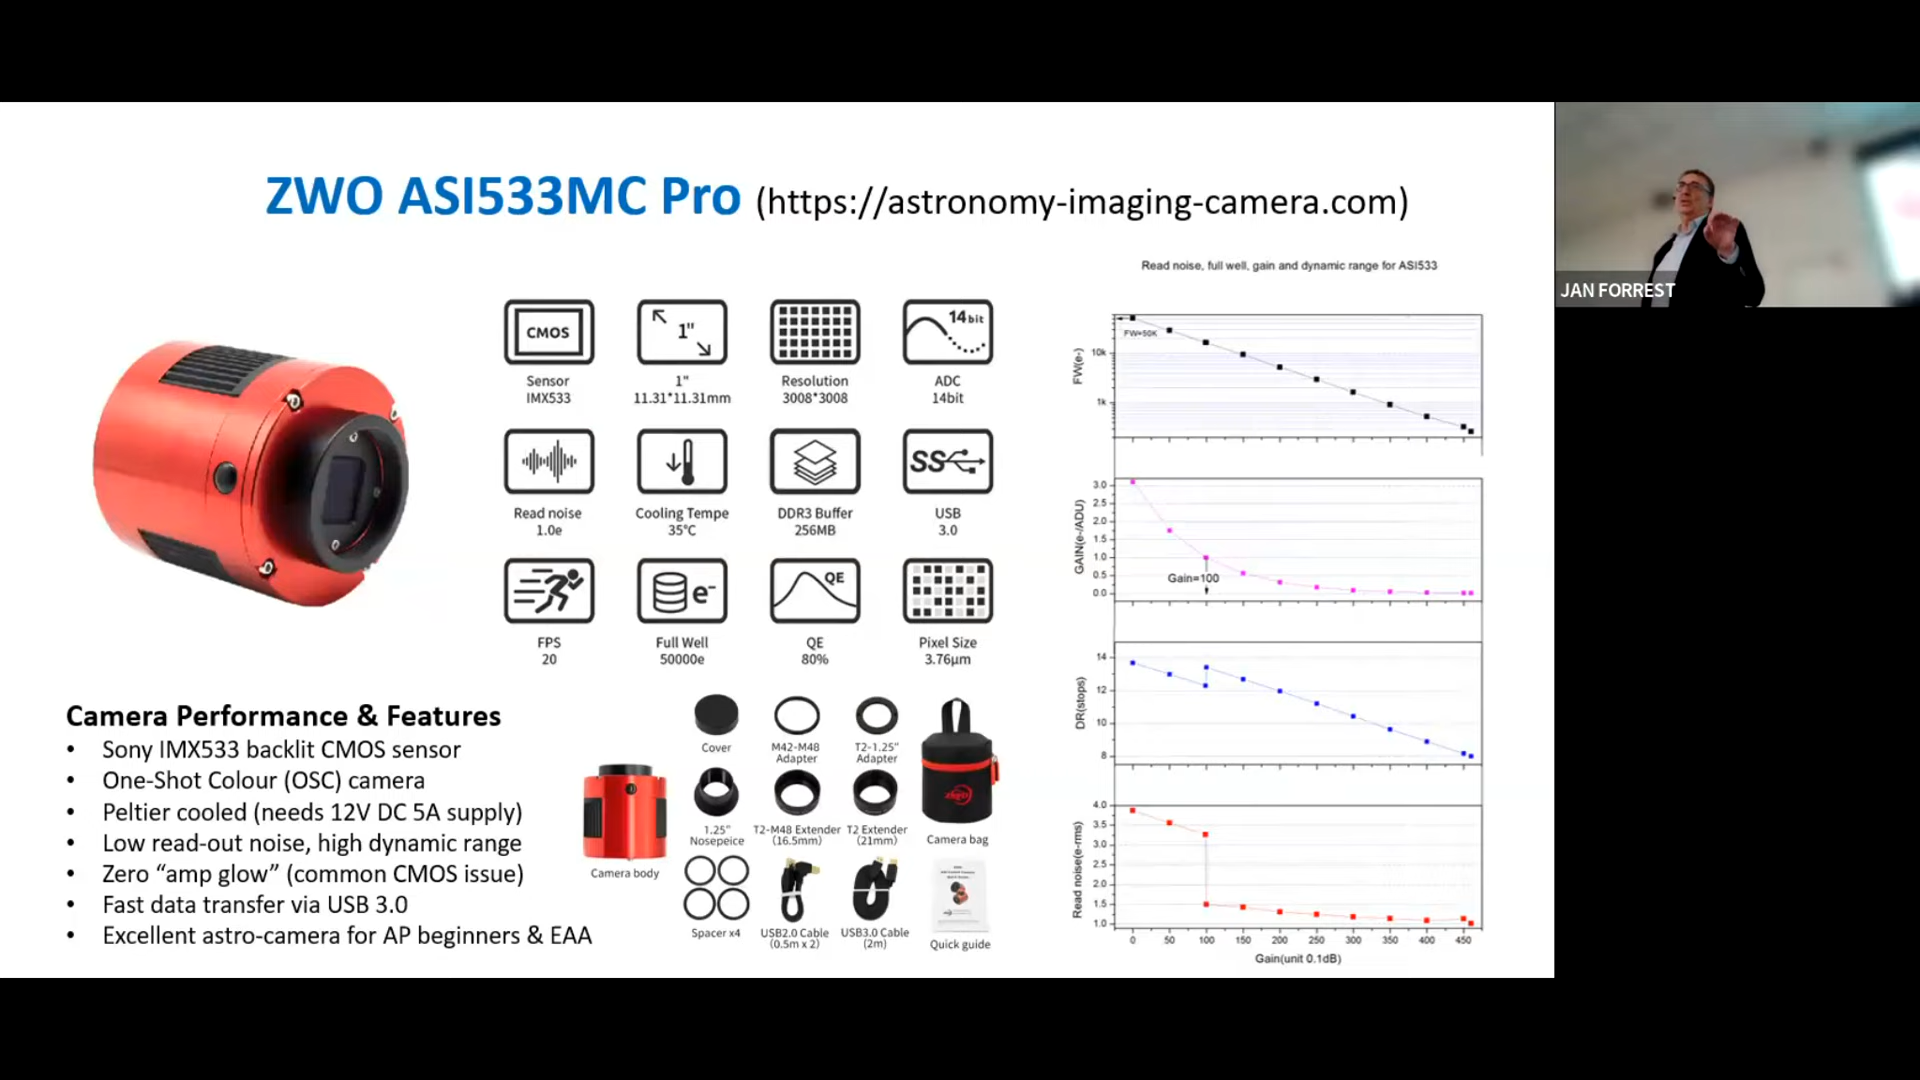 ZWO ASI533MC Pro (https://astronomy-imaging-camera.com)
JAN FORREST
CMOS
Sensor
IMX533
1"
1"
11.31*11.31mm
Resolution
3008*3008
14bit
ADC
14bit
Read noise
1.0e
Cooling Tempe
35℃
DDR3 Buffer
256MB
SS
USB
3.0
FPS
20
e-
Full Well
50000e
QE
QE
80%
Pixel Size
3.76μm
Camera Performance & Features
• Sony IMX533 backlit CMOS sensor
• One-Shot Colour (OSC) camera
• Peltier cooled (needs 12V DC 5A supply)
• Low read-out noise, high dynamic range
• Zero “amp glow” (common CMOS issue)
• Fast data transfer via USB 3.0
• Excellent astro-camera for AP beginners & EAA
Camera body
Cover
M42-M48
Adapter
T2-1.25"
Adapter
1.25"
Nosepeice
T2-M48 Extender
(16.5mm)
T2 Extender
(21mm)
ZWO
Camera bag
Spacer x4
USB2.0 Cable
(0.5m x 2)
USB3.0 Cable
(2m)
Quick guide
Read noise, full well, gain and dynamic range for ASI533
FW(e-)
FW=50K
10k
1k
GAIN(e-/ADU)
3.0
2.5
2.0
1.5
1.0
0.5
0.0
Gain=100
DR(stops)
14
12
10
8
Read noise(e-rms)
4.0
3.5
3.0
2.5
2.0
1.5
1.0
0 50 100 150 200 250 300 350 400 450
Gain(unit 0.1dB)